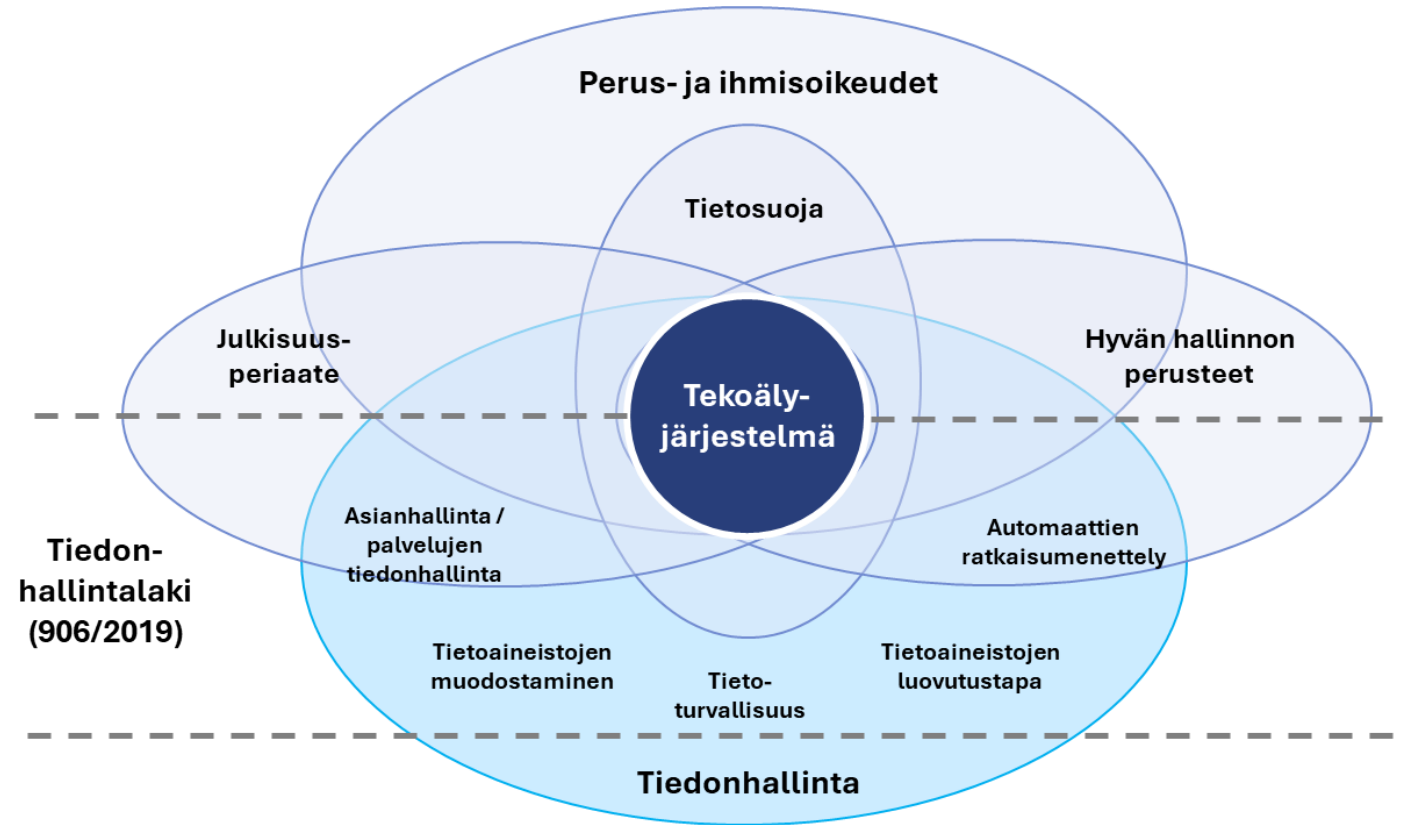 Perus- ja ihmisoikeudet
Tietosuoja
Julkisuus-
periaate
Hyvän hallinnon
perusteet
Tekoäly-
järjestelmä
Tiedon-
hallintalaki
(906/2019)
Asianhallinta /
palvelujen
tiedonhallinta
Automaattien
ratkaisumenettely
Tietoaineistojen
muodostaminen
Tieto-
turvallisuus
Tietoaineistojen
luovutustapa
Tiedonhallinta